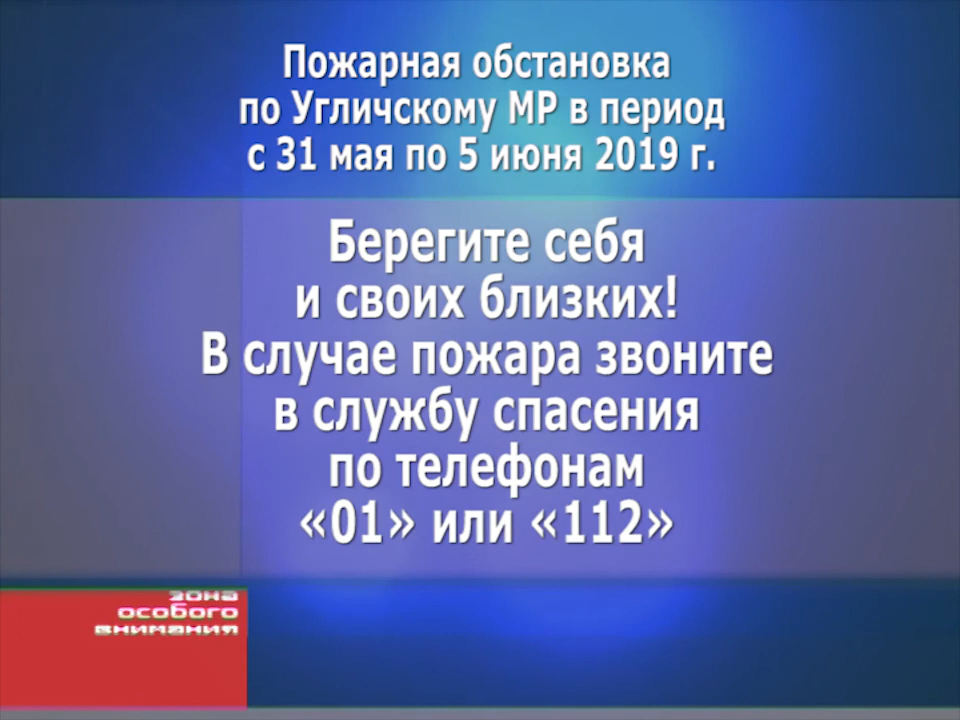 Пожарная обстановка
по Угличскому МР в период
с 31 мая по 5 июня 2019 г.
Берегите себя
и своих близких!
В случае пожара звоните
в службу спасения
по телефонам
«01» или «112»
зона
особого
внимания